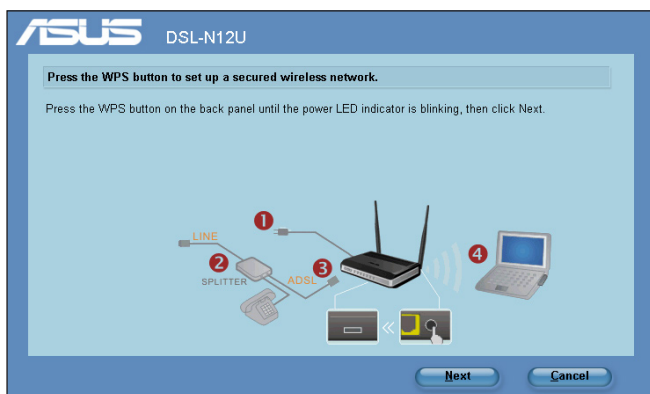 ASUS DSL-N12U
Press the WPS button to set up a secured wireless network.
Press the WPS button on the back panel until the power LED indicator is blinking, then click Next.
1
LINE
2
SPLITTER
ADSL
3
4
Next
Cancel